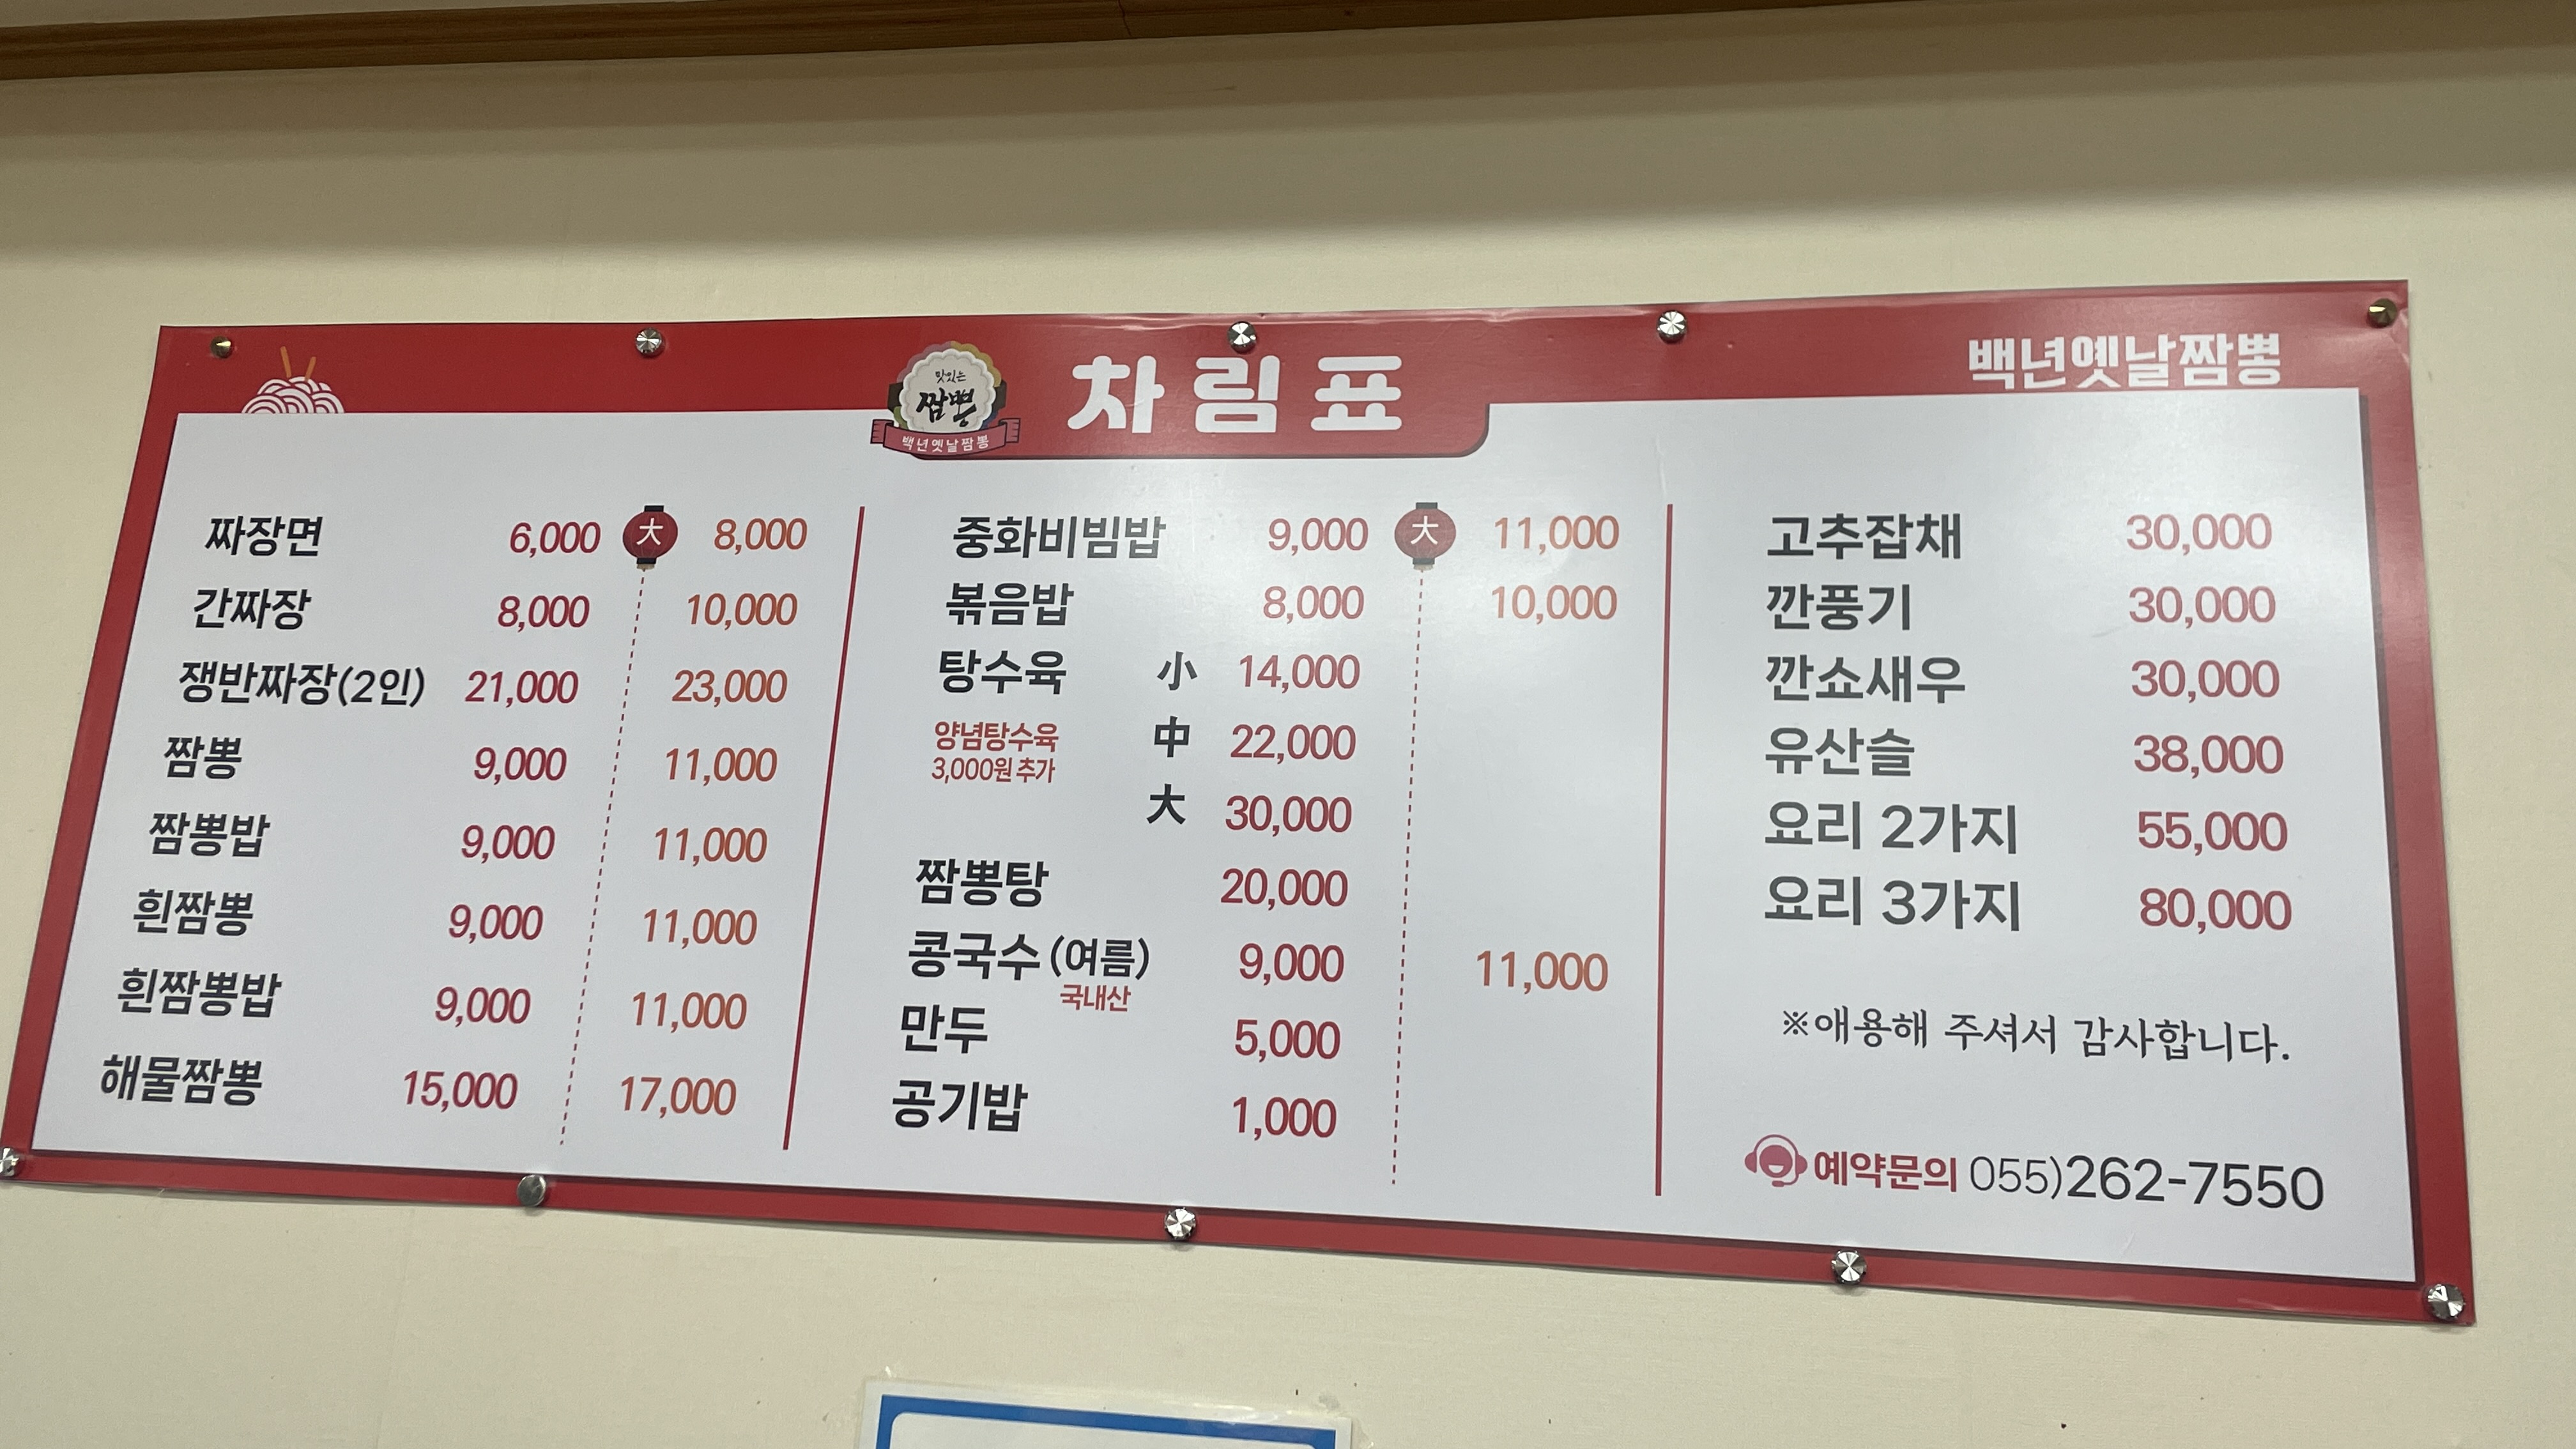 맛있는
짬뽕
백년옛날짬뽕
차림표
백년옛날짬뽕
짜장면 6,000 大 8,000
간짜장 8,000 10,000
쟁반짜장(2인) 21,000 23,000
짬뽕 9,000 11,000
짬뽕밥 9,000 11,000
흰짬뽕 9,000 11,000
흰짬뽕밥 9,000 11,000
해물짬뽕 15,000 17,000
중화비빔밥 9,000 大 11,000
볶음밥 8,000 10,000
탕수육 小 14,000
양념탕수육 中 22,000
3,000원 추가
大 30,000
짬뽕탕 20,000
콩국수(여름) 9,000 11,000
국내산
만두 5,000
공기밥 1,000
고추잡채 30,000
깐풍기 30,000
깐쇼새우 30,000
유산슬 38,000
요리 2가지 55,000
요리 3가지 80,000
※애용해 주셔서 감사합니다.
예약문의 055)262-7550